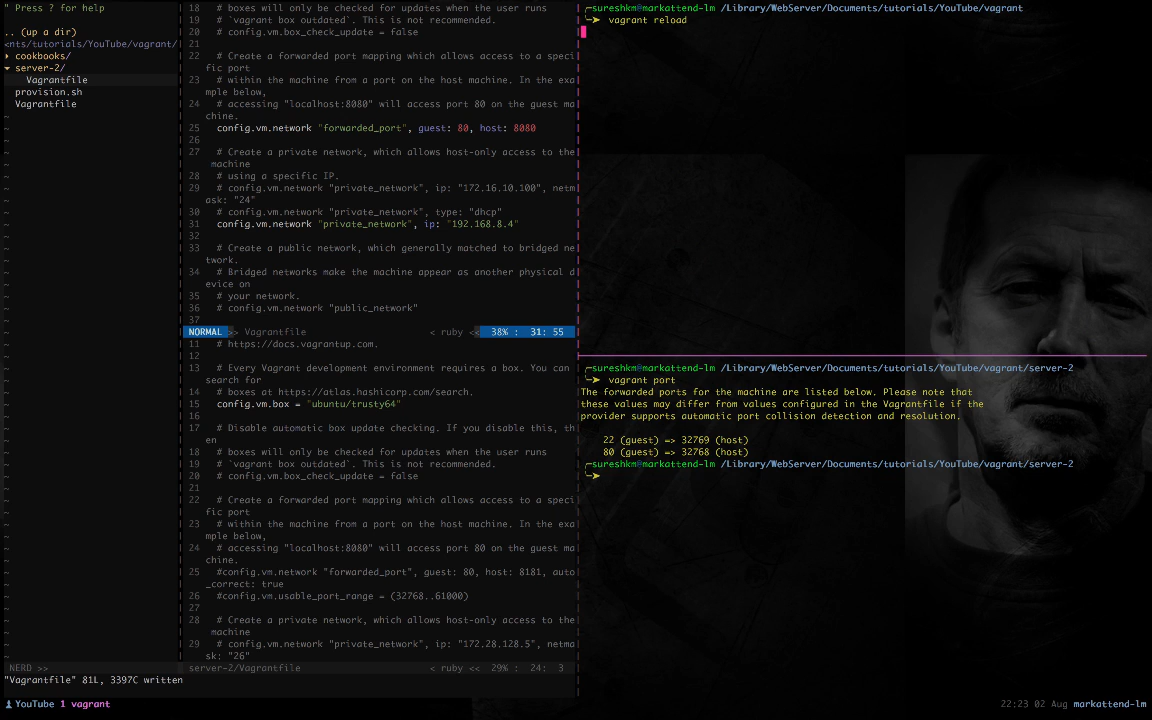 " Press ? for help
.. (up a dir)
<nts/tutorials/YouTube/vagrant/
▸ cookbooks/
▾ server-2/
Vagrantfile
provision.sh
Vagrantfile
18 # boxes will only be checked for updates when the user runs
19 # `vagrant box outdated`. This is not recommended.
20 # config.vm.box_check_update = false
21
22 # Create a forwarded port mapping which allows access to a speci
fic port
23 # within the machine from a port on the host machine. In the exa
mple below,
24 # accessing "localhost:8080" will access port 80 on the guest ma
chine.
25 config.vm.network "forwarded_port", guest: 80, host: 8080
26
27 # Create a private network, which allows host-only access to the
machine
28 # using a specific IP.
29 # config.vm.network "private_network", ip: "172.16.10.100", netm
ask: "24"
30 # config.vm.network "private_network", type: "dhcp"
31 config.vm.network "private_network", ip: "192.168.8.4"
32
33 # Create a public network, which generally matched to bridged ne
twork.
34 # Bridged networks make the machine appear as another physical d
evice on
35 # your network.
36 # config.vm.network "public_network"
37
NORMAL >> Vagrantfile < ruby << 38% : 31: 55
11 # https://docs.vagrantup.com.
12
13 # Every Vagrant development environment requires a box. You can
search for
14 # boxes at https://atlas.hashicorp.com/search.
15 config.vm.box = "ubuntu/trusty64"
16
17 # Disable automatic box update checking. If you disable this, th
en
18 # boxes will only be checked for updates when the user runs
19 # `vagrant box outdated`. This is not recommended.
20 # config.vm.box_check_update = false
21
22 # Create a forwarded port mapping which allows access to a speci
fic port
23 # within the machine from a port on the host machine. In the exa
mple below,
24 # accessing "localhost:8080" will access port 80 on the guest ma
chine.
25 #config.vm.network "forwarded_port", guest: 80, host: 8181, auto
_correct: true
26 #config.vm.usable_port_range = (32768..61000)
27
28 # Create a private network, which allows host-only access to the
machine
29 # config.vm.network "private_network", ip: "172.28.128.5", netma
sk: "26"
NERD >> server-2/Vagrantfile < ruby << 29% : 24: 3
"Vagrantfile" 81L, 3397C written
sureshkm@markattend-lm /Library/WebServer/Documents/tutorials/YouTube/vagrant
➤ vagrant reload
sureshkm@markattend-lm /Library/WebServer/Documents/tutorials/YouTube/vagrant/server-2
➤ vagrant port
The forwarded ports for the machine are listed below. Please note that
these values may differ from values configured in the Vagrantfile if the
provider supports automatic port collision detection and resolution.
22 (guest) => 32769 (host)
80 (guest) => 32768 (host)
sureshkm@markattend-lm /Library/WebServer/Documents/tutorials/YouTube/vagrant/server-2
➤
YouTube 1 vagrant
22:23 02 Aug markattend-lm